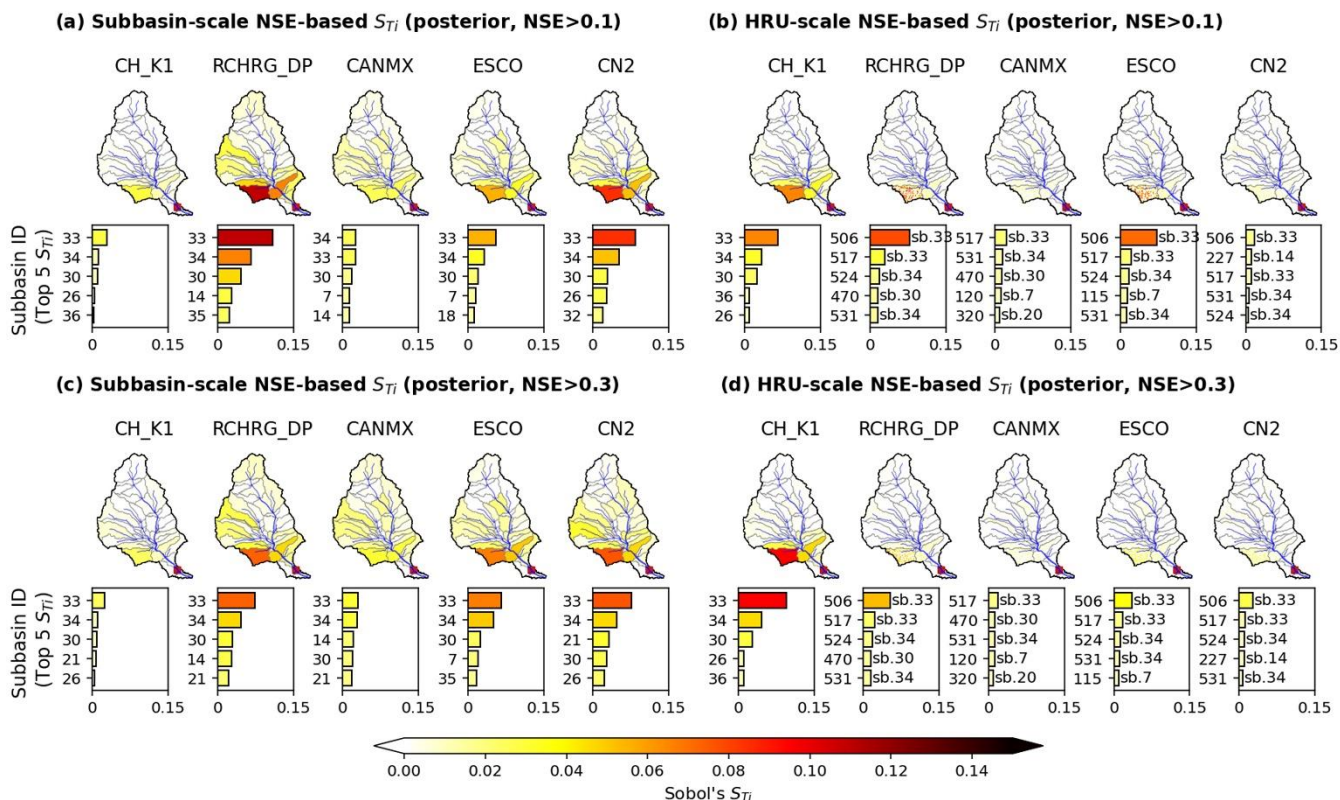 (a) Subbasin-scale NSE-based S_Ti (posterior, NSE>0.1)
CH_K1 RCHRG_DP CANMX ESCO CN2
Subbasin ID
(Top 5 S_Ti)
33 34 30 26 36
0 0.15
33 34 30 14 35
0 0.15
34 33 30 7 14
0 0.15
33 34 30 7 18
0 0.15
33 34 30 26 32
0 0.15
(b) HRU-scale NSE-based S_Ti (posterior, NSE>0.1)
CH_K1 RCHRG_DP CANMX ESCO CN2
33 34 30 36 26
0 0.15
506 sb.33
517 sb.33
524 sb.34
470 sb.30
531 sb.34
0 0.15
517 sb.33
531 sb.34
470 sb.30
120 sb.7
320 sb.20
0 0.15
506 sb.33
517 sb.33
524 sb.34
115 sb.7
531 sb.34
0 0.15
506 sb.33
227 sb.14
517 sb.33
531 sb.34
524 sb.34
0 0.15
(c) Subbasin-scale NSE-based S_Ti (posterior, NSE>0.3)
CH_K1 RCHRG_DP CANMX ESCO CN2
Subbasin ID
(Top 5 S_Ti)
33 34 30 21 26
0 0.15
33 34 30 14 21
0 0.15
33 34 14 30 21
0 0.15
33 34 30 7 35
0 0.15
33 34 21 30 26
0 0.15
(d) HRU-scale NSE-based S_Ti (posterior, NSE>0.3)
CH_K1 RCHRG_DP CANMX ESCO CN2
33 34 30 26 36
0 0.15
506 sb.33
517 sb.33
524 sb.34
470 sb.30
531 sb.34
0 0.15
517 sb.33
470 sb.30
531 sb.34
120 sb.7
320 sb.20
0 0.15
506 sb.33
517 sb.33
524 sb.34
531 sb.34
115 sb.7
0 0.15
506 sb.33
517 sb.33
524 sb.34
227 sb.14
531 sb.34
0 0.15
0.00 0.02 0.04 0.06 0.08 0.10 0.12 0.14
Sobol's S_Ti